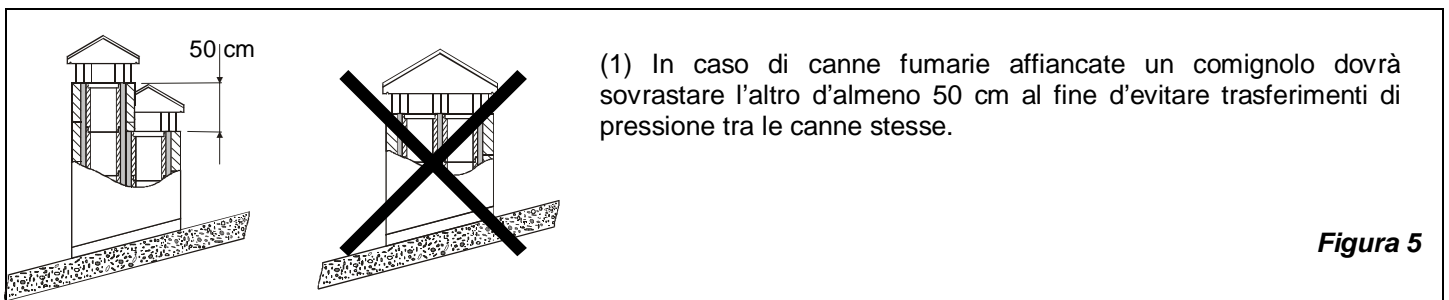 50 cm
(1) In caso di canne fumarie affiancate un comignolo dovrà
sovrastare l'altro d'almeno 50 cm al fine d'evitare trasferimenti di
pressione tra le canne stesse.
Figura 5